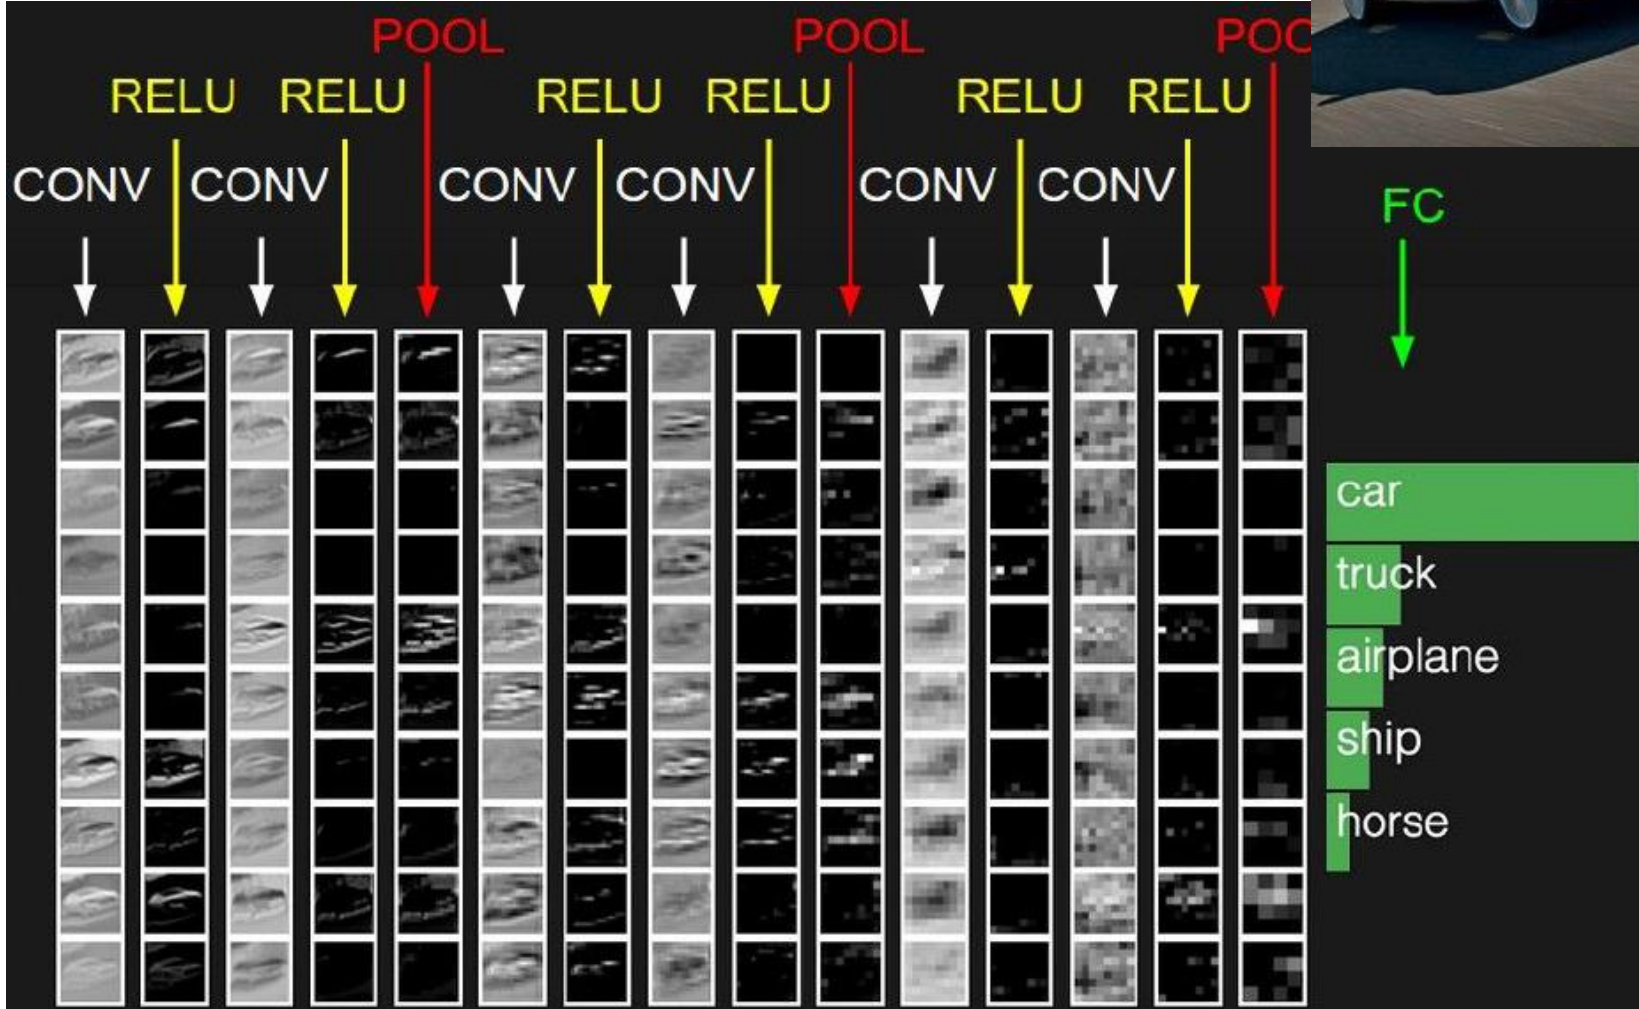 POOL POOL POO
RELU RELU RELU RELU RELU RELU
CONV CONV CONV CONV CONV CONV
FC
car
truck
airplane
ship
horse